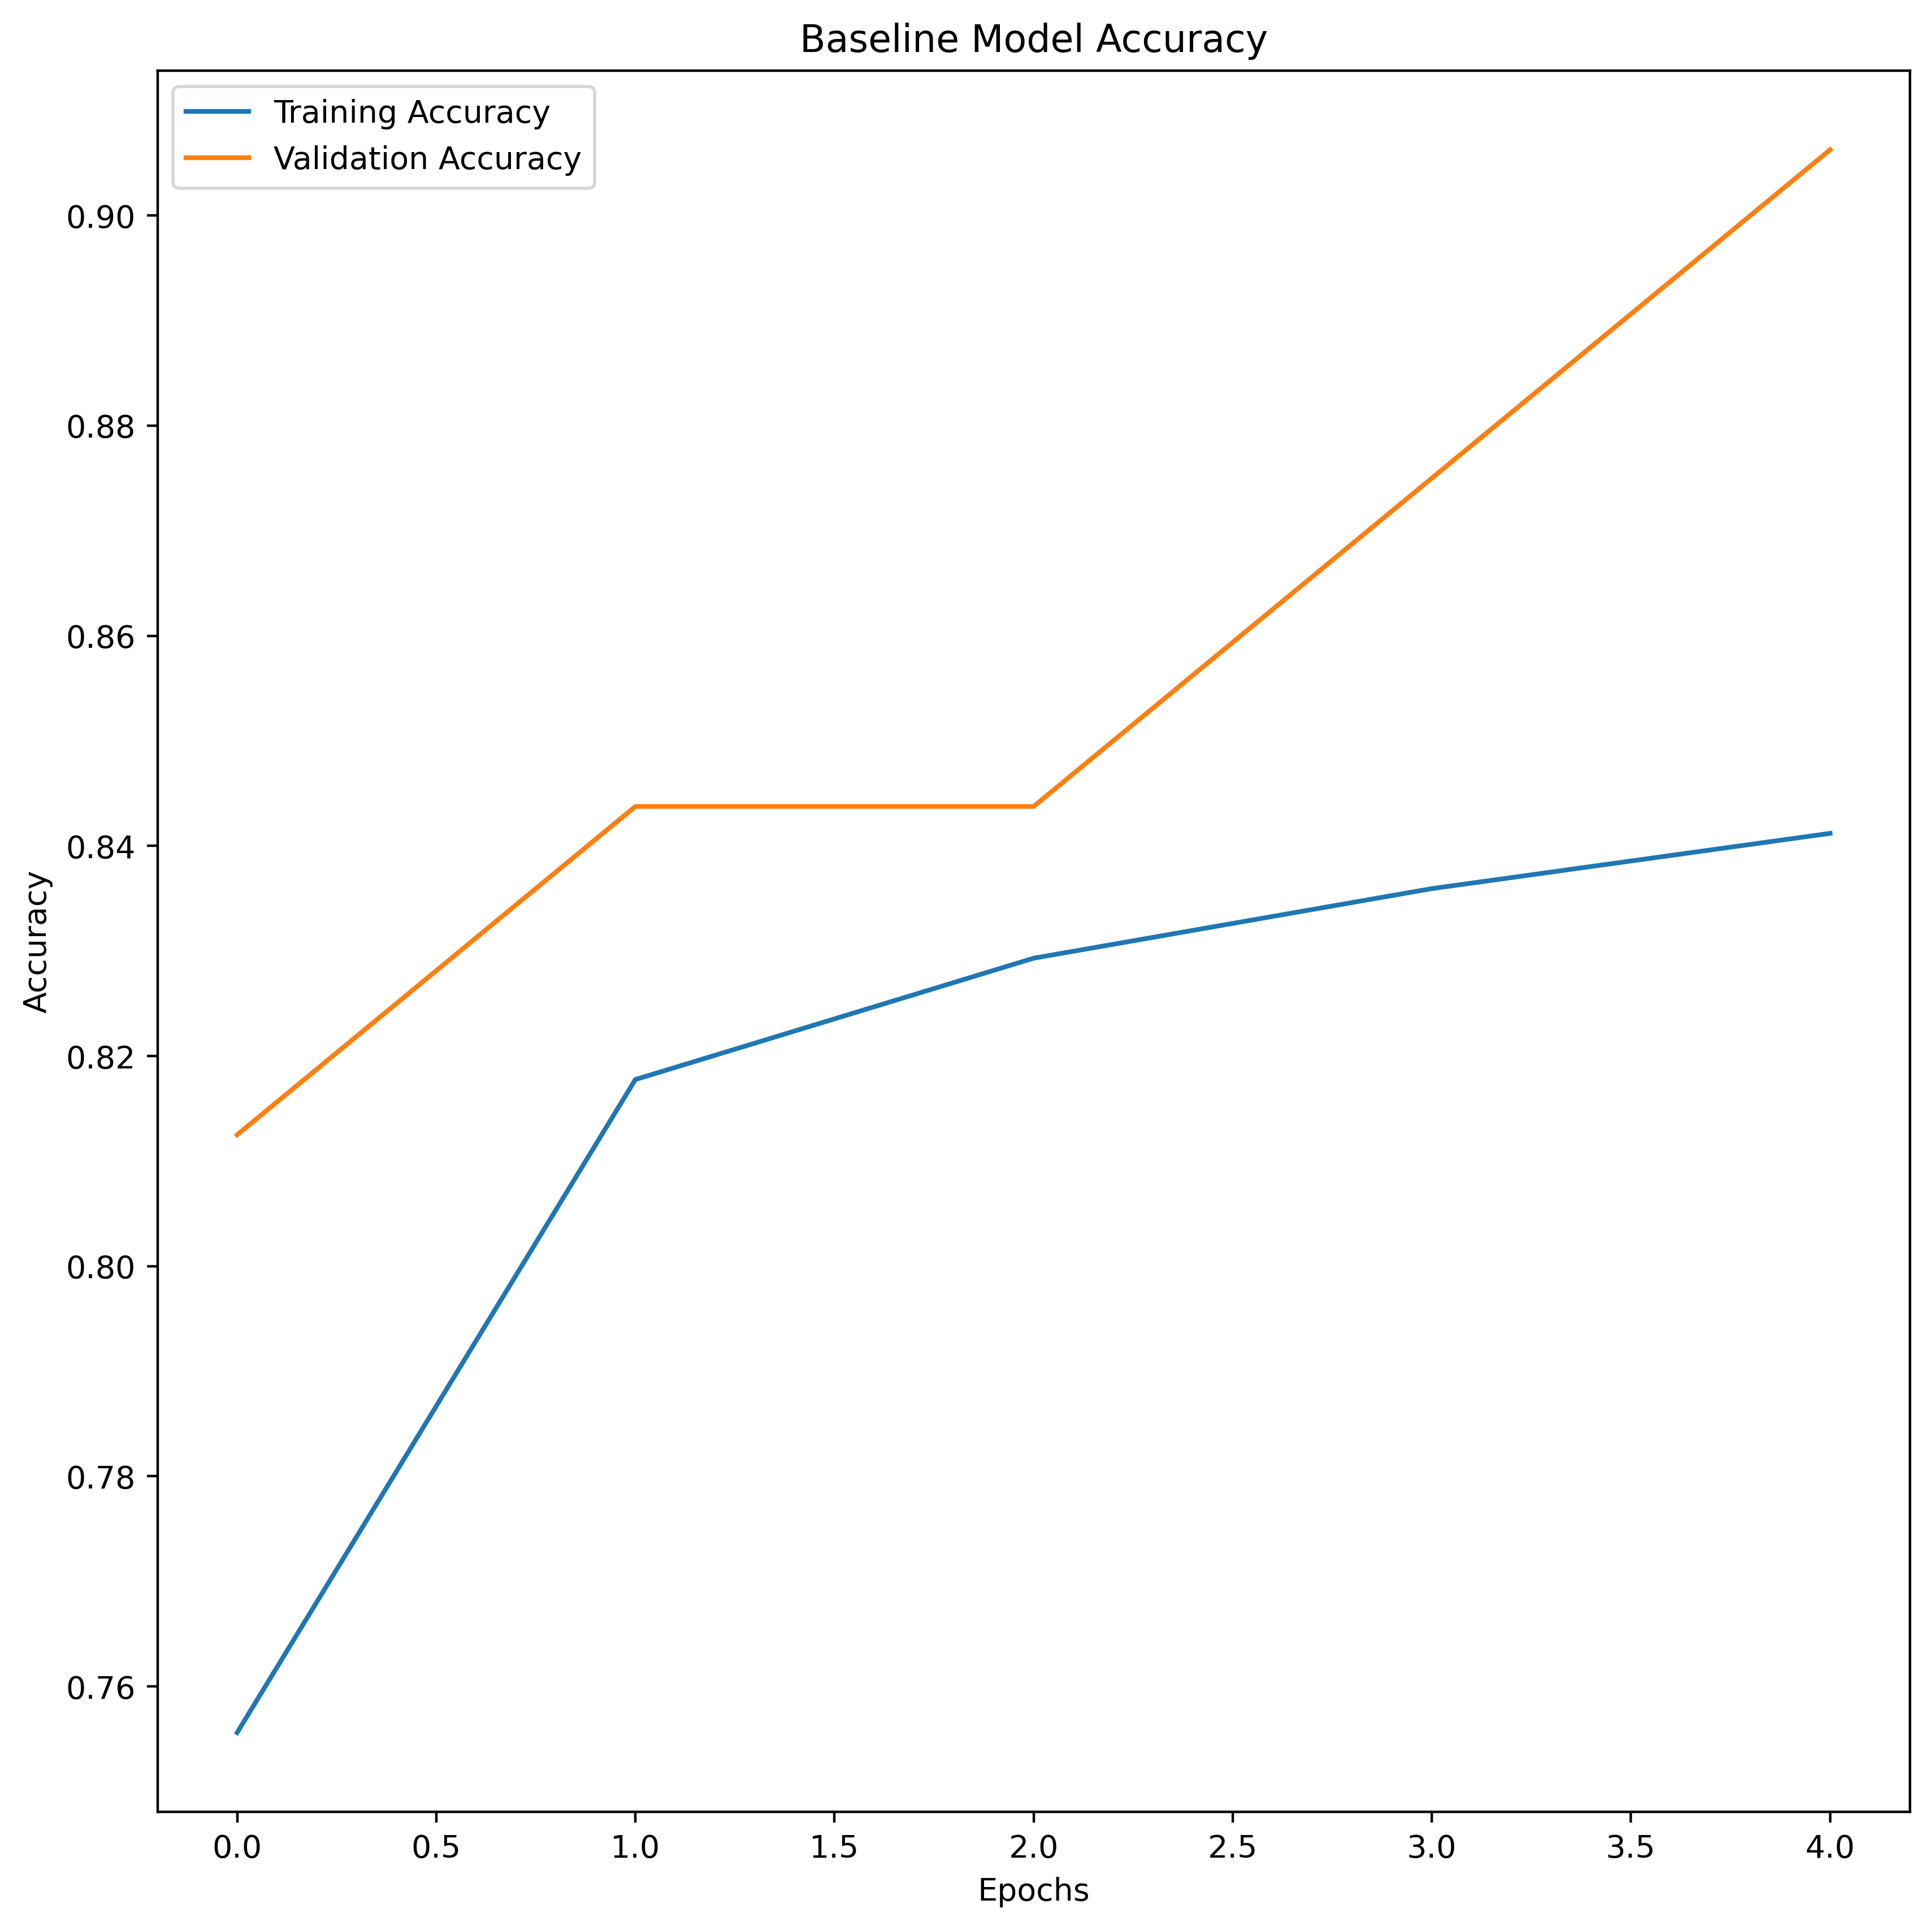 Baseline Model Accuracy
Training Accuracy
Validation Accuracy
0.90
0.88
0.86
0.84
0.82
0.80
0.78
0.76
Accuracy
0.0 0.5 1.0 1.5 2.0 2.5 3.0 3.5 4.0
Epochs